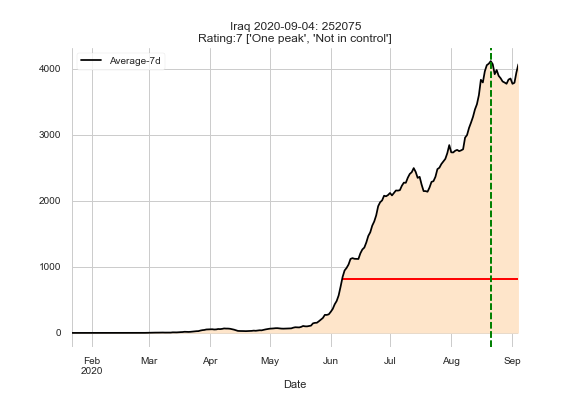 Iraq 2020-09-04: 252075
Rating:7 ['One peak', 'Not in control']
Average-7d
4000
3000
2000
1000
0
Feb Mar Apr May Jun Jul Aug Sep
2020
Date